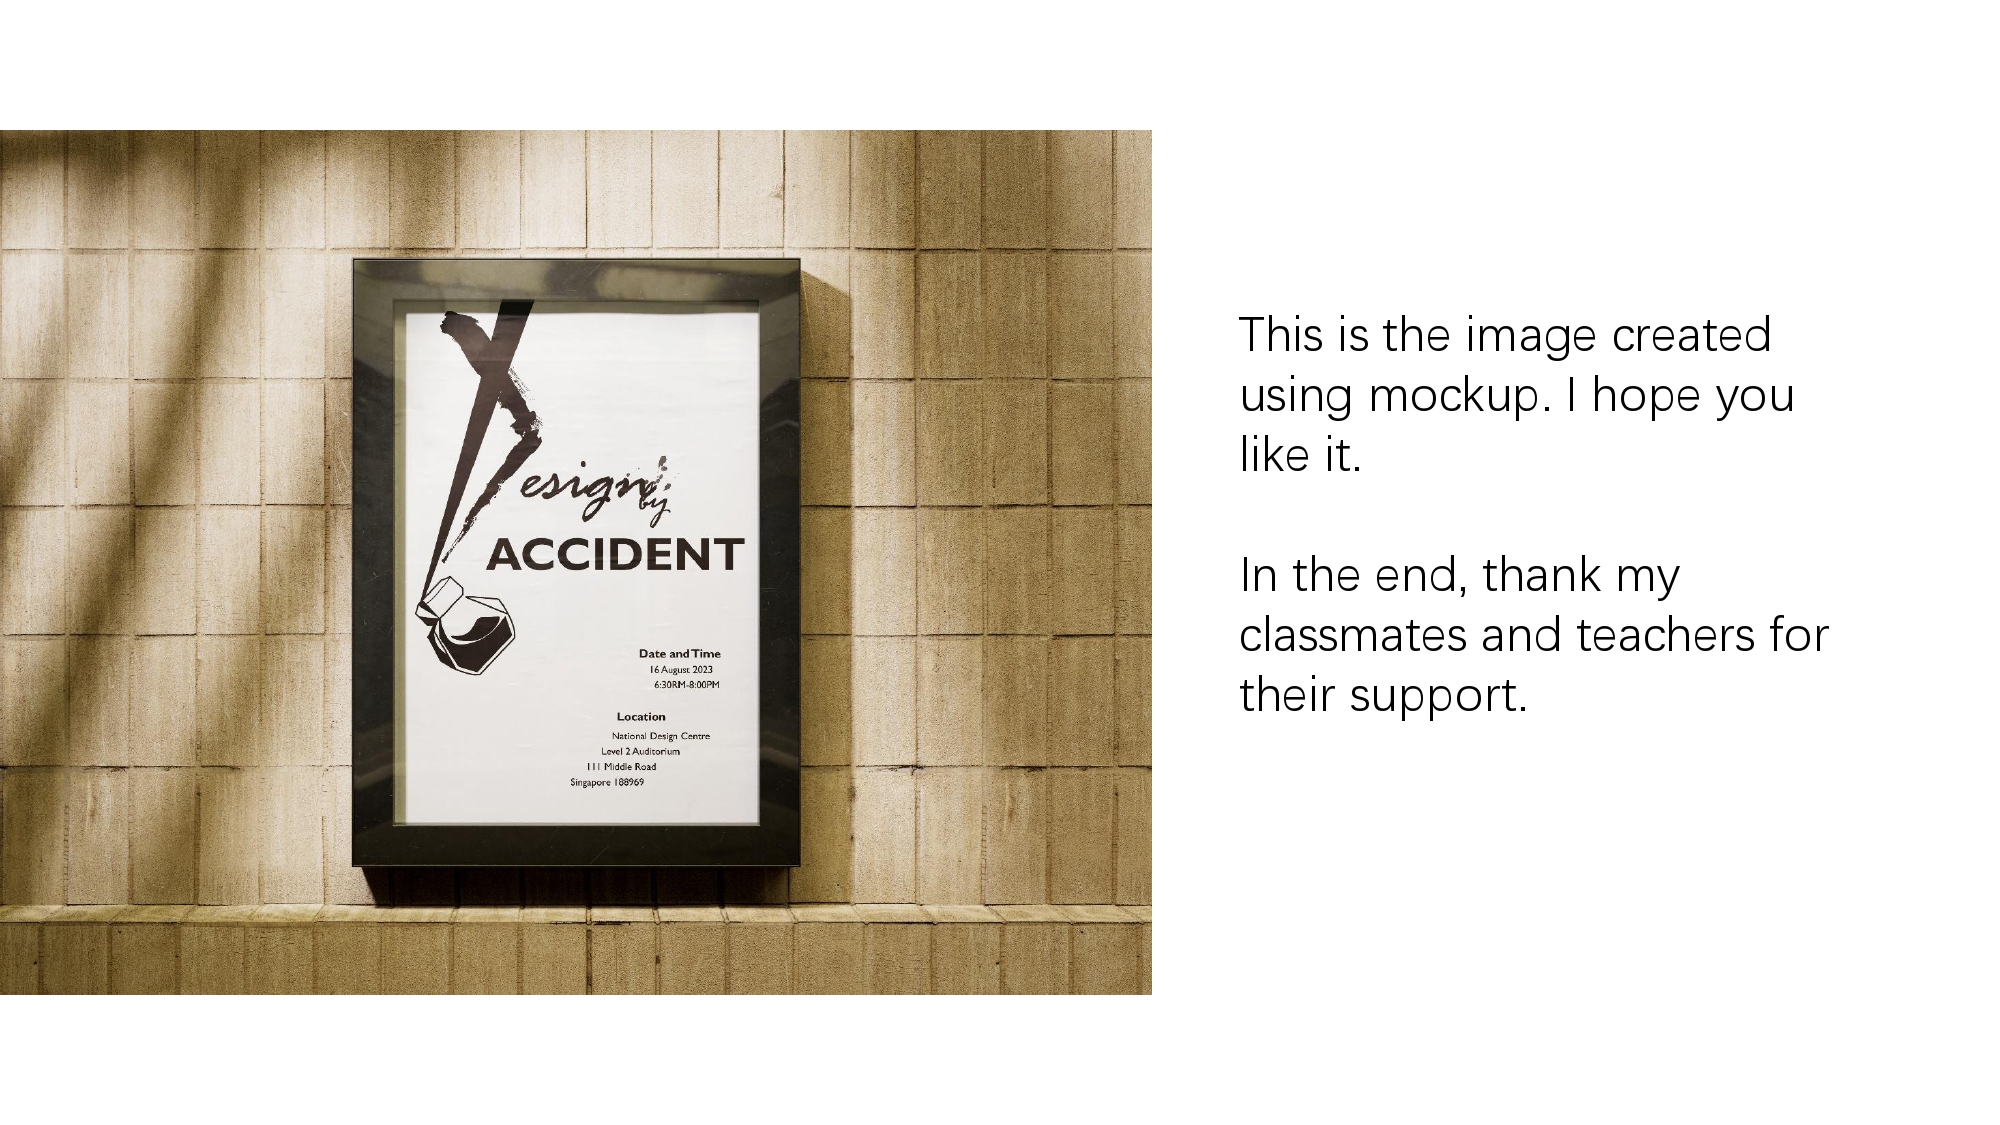 Design by
ACCIDENT
Date and Time
16 August 2023
6:30RM-8:00PM
Location
National Design Centre
Level 2 Auditorium
111 Middle Road
Singapore 188969
This is the image created
using mockup. I hope you
like it.
In the end, thank my
classmates and teachers for
their support.